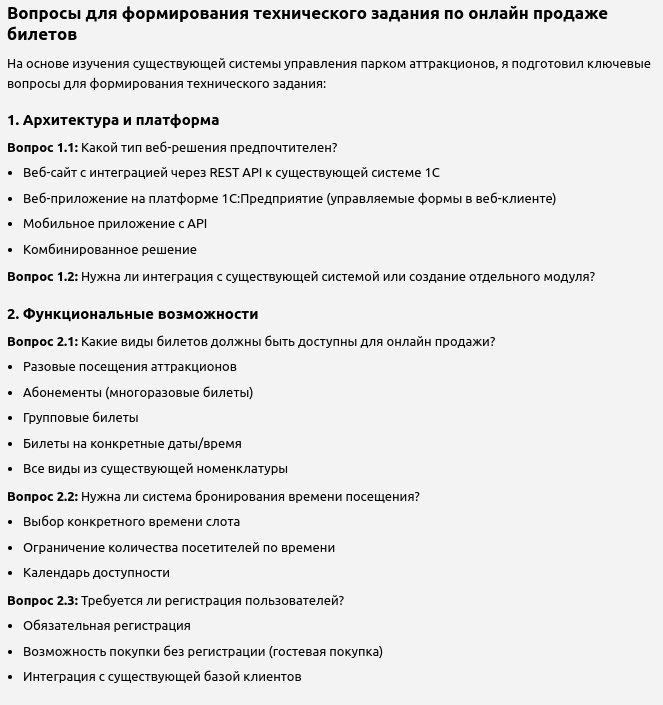 Вопросы для формирования технического задания по онлайн продаже
билетов
На основе изучения существующей системы управления парком аттракционов, я подготовил ключевые
вопросы для формирования технического задания:
1. Архитектура и платформа
Вопрос 1.1: Какой тип веб-решения предпочтителен?
• Веб-сайт с интеграцией через REST API к существующей системе 1С
• Веб-приложение на платформе 1С:Предприятие (управляемые формы в веб-клиенте)
• Мобильное приложение с API
• Комбинированное решение
Вопрос 1.2: Нужна ли интеграция с существующей системой или создание отдельного модуля?
2. Функциональные возможности
Вопрос 2.1: Какие виды билетов должны быть доступны для онлайн продажи?
• Разовые посещения аттракционов
• Абонементы (многоразовые билеты)
• Групповые билеты
• Билеты на конкретные даты/время
• Все виды из существующей номенклатуры
Вопрос 2.2: Нужна ли система бронирования времени посещения?
• Выбор конкретного времени слота
• Ограничение количества посетителей по времени
• Календарь доступности
Вопрос 2.3: Требуется ли регистрация пользователей?
• Обязательная регистрация
• Возможность покупки без регистрации (гостевая покупка)
• Интеграция с существующей базой клиентов